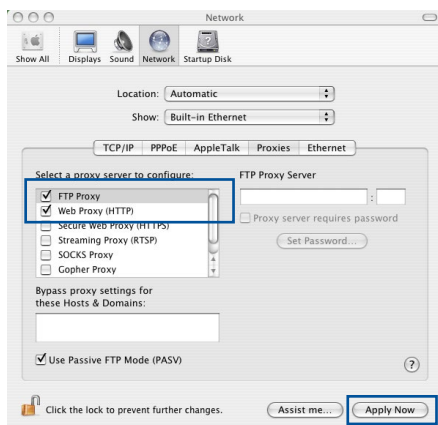 Network
Show All Displays Sound Network Startup Disk
Location: Automatic
Show: Built-in Ethernet
TCP/IP PPPoE AppleTalk Proxies Ethernet
Select a proxy server to configure: FTP Proxy Server
FTP Proxy :
Web Proxy (HTTP) Proxy server requires password
Secure Web Proxy (HTTPS)
Streaming Proxy (RTSP) Set Password...
SOCKS Proxy
Gopher Proxy
Bypass proxy settings for
these Hosts & Domains:
Use Passive FTP Mode (PASV) ?
Click the lock to prevent further changes. Assist me... Apply Now